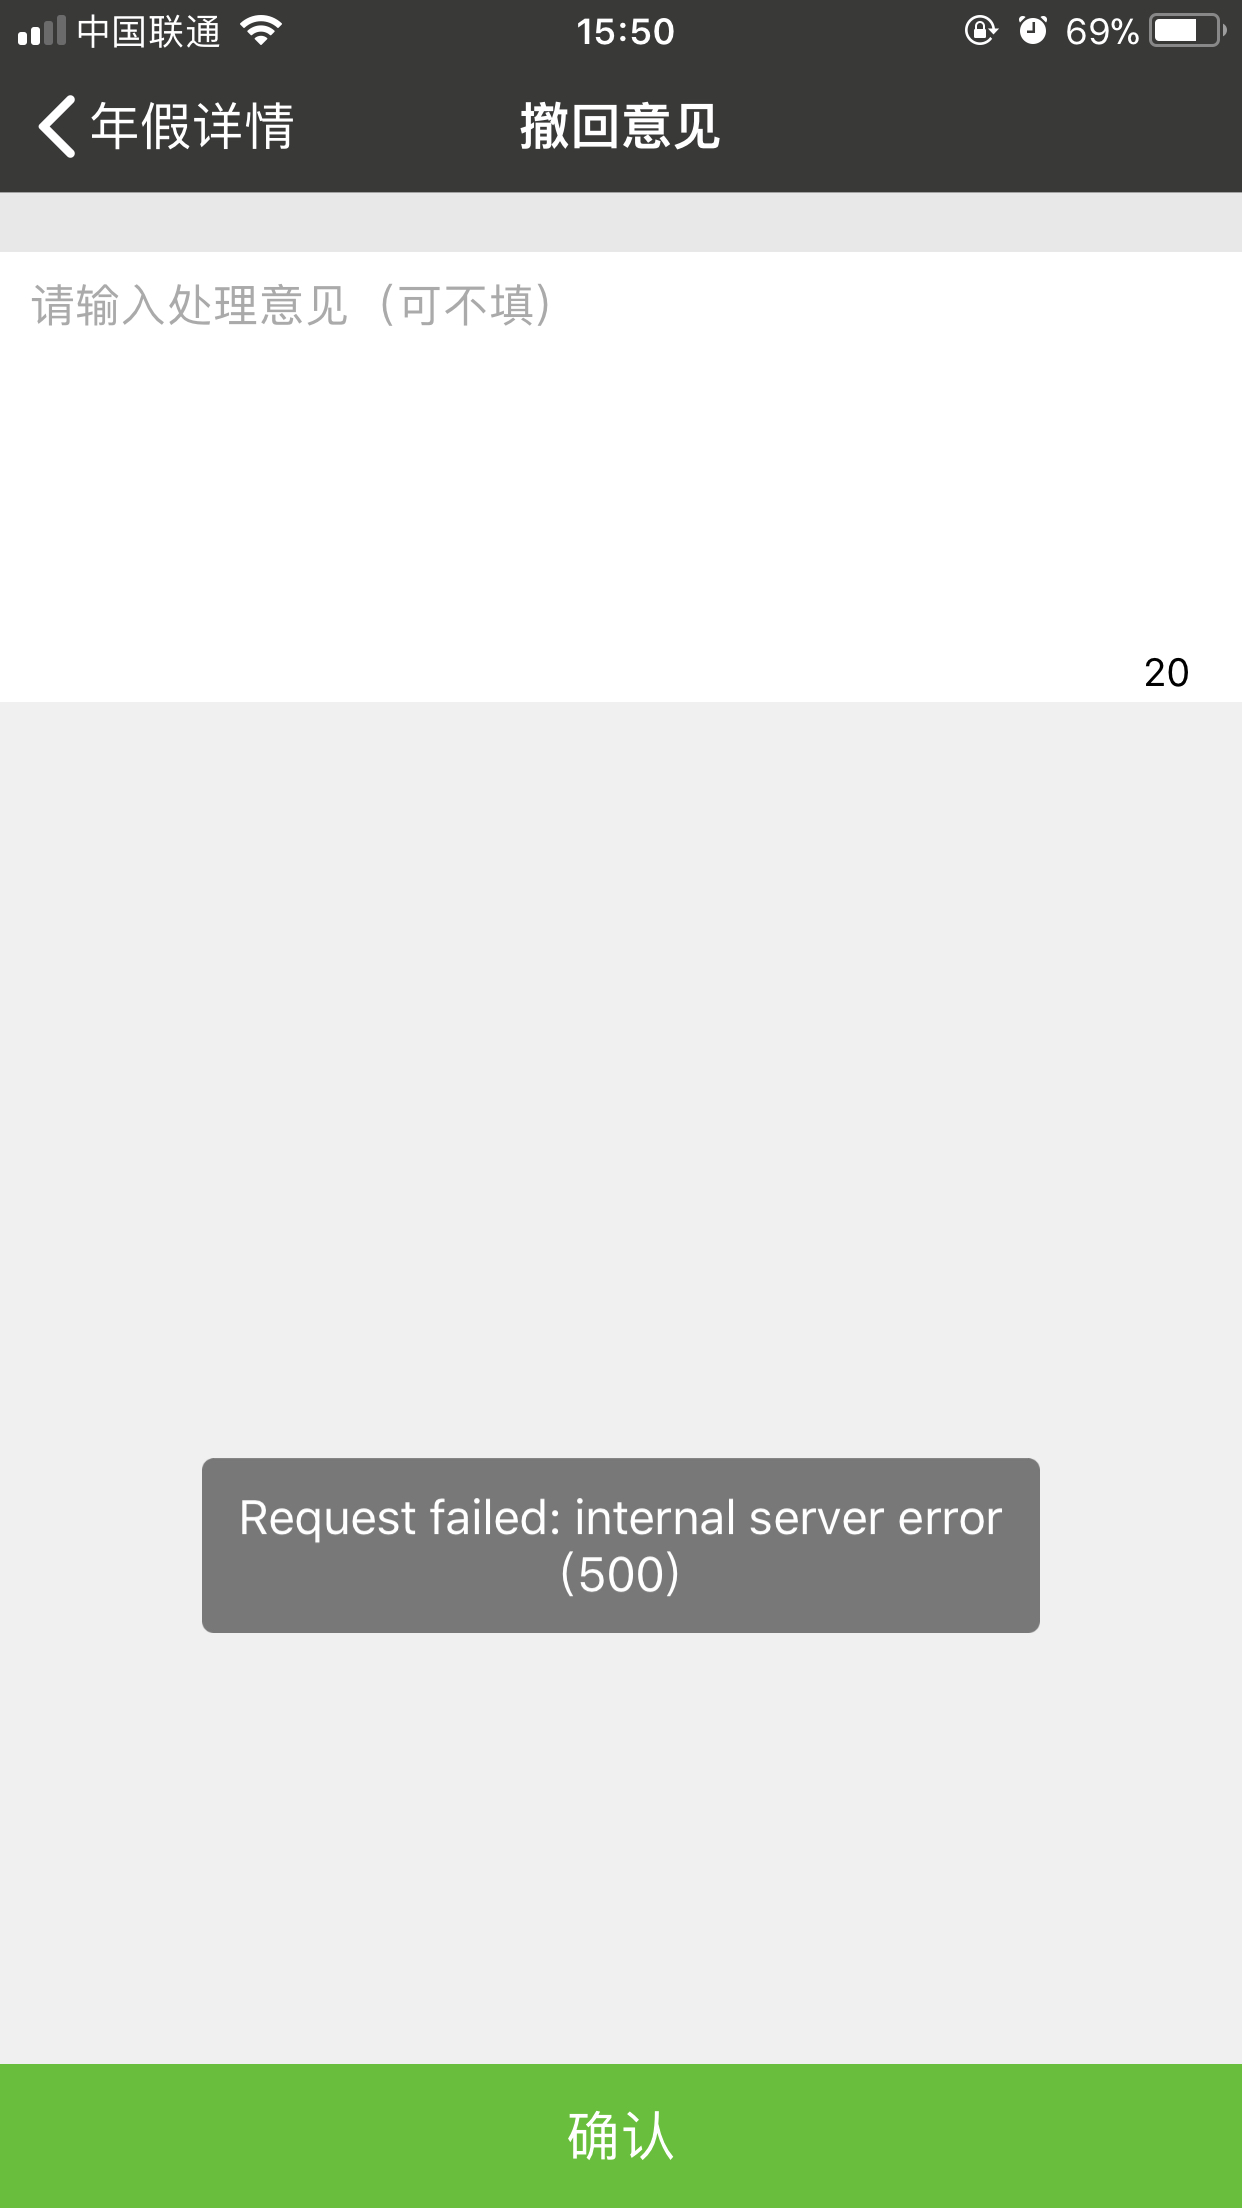 中国联通
15:50
69%
年假详情
撤回意见
请输入处理意见（可不填）
20
Request failed: internal server error
(500)
确认